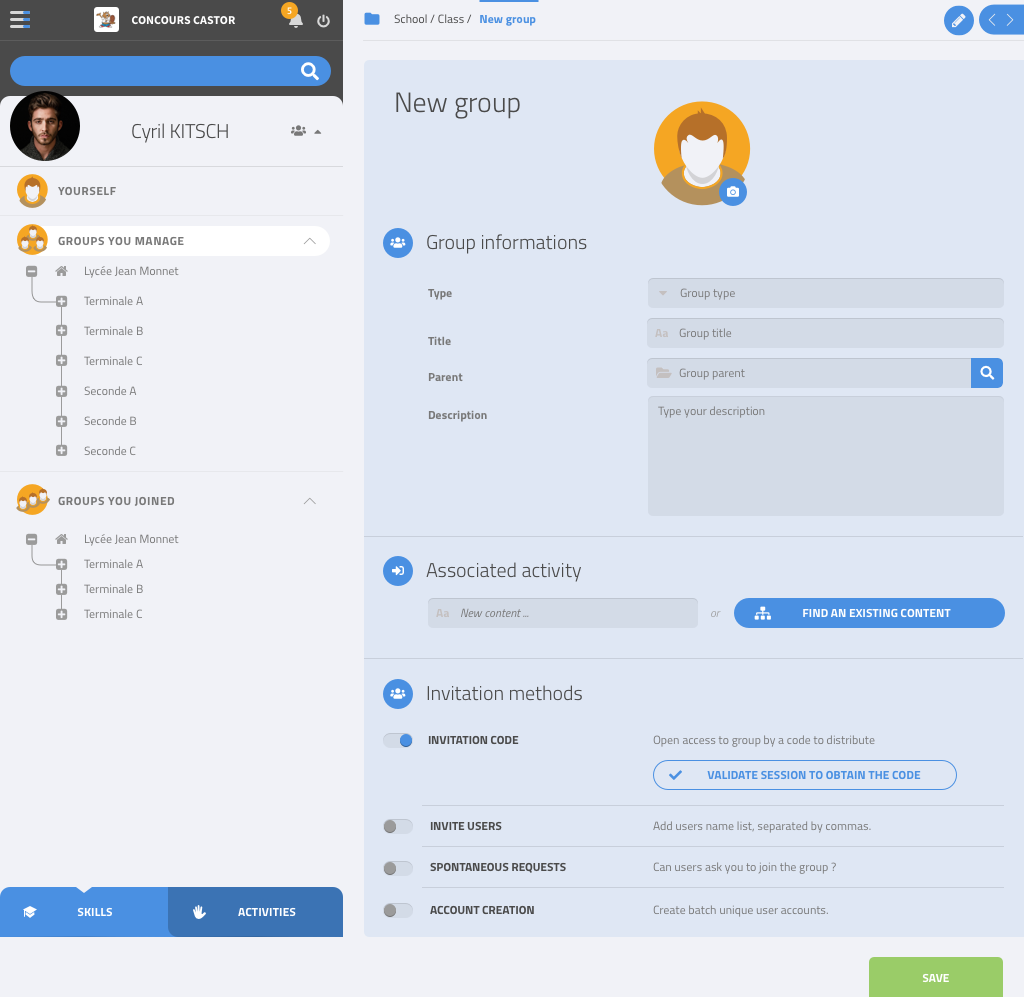 CONCOURS CASTOR
5
School / Class / New group
Cyril KITSCH
YOURSELF
GROUPS YOU MANAGE
Lycée Jean Monnet
Terminale A
Terminale B
Terminale C
Seconde A
Seconde B
Seconde C
GROUPS YOU JOINED
Lycée Jean Monnet
Terminale A
Terminale B
Terminale C
SKILLS
ACTIVITIES
New group
Group informations
Type
Group type
Title
Aa Group title
Parent
Group parent
Description
Type your description
Associated activity
Aa New content ...
or
FIND AN EXISTING CONTENT
Invitation methods
INVITATION CODE
Open access to group by a code to distribute
VALIDATE SESSION TO OBTAIN THE CODE
INVITE USERS
Add users name list, separated by commas.
SPONTANEOUS REQUESTS
Can users ask you to join the group ?
ACCOUNT CREATION
Create batch unique user accounts.
SAVE